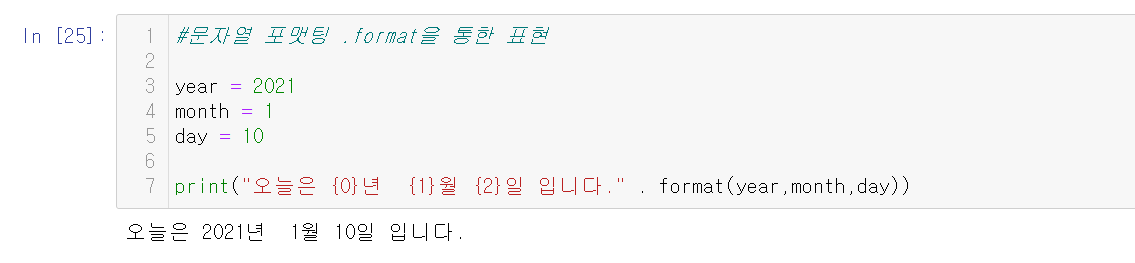 In [25]:
1 #문자열 포맷팅 .format을 통한 표현
2
3 year = 2021
4 month = 1
5 day = 10
6
7 print("오늘은 {0}년  {1}월 {2}일 입니다." . format(year,month,day))
오늘은 2021년  1월 10일 입니다.